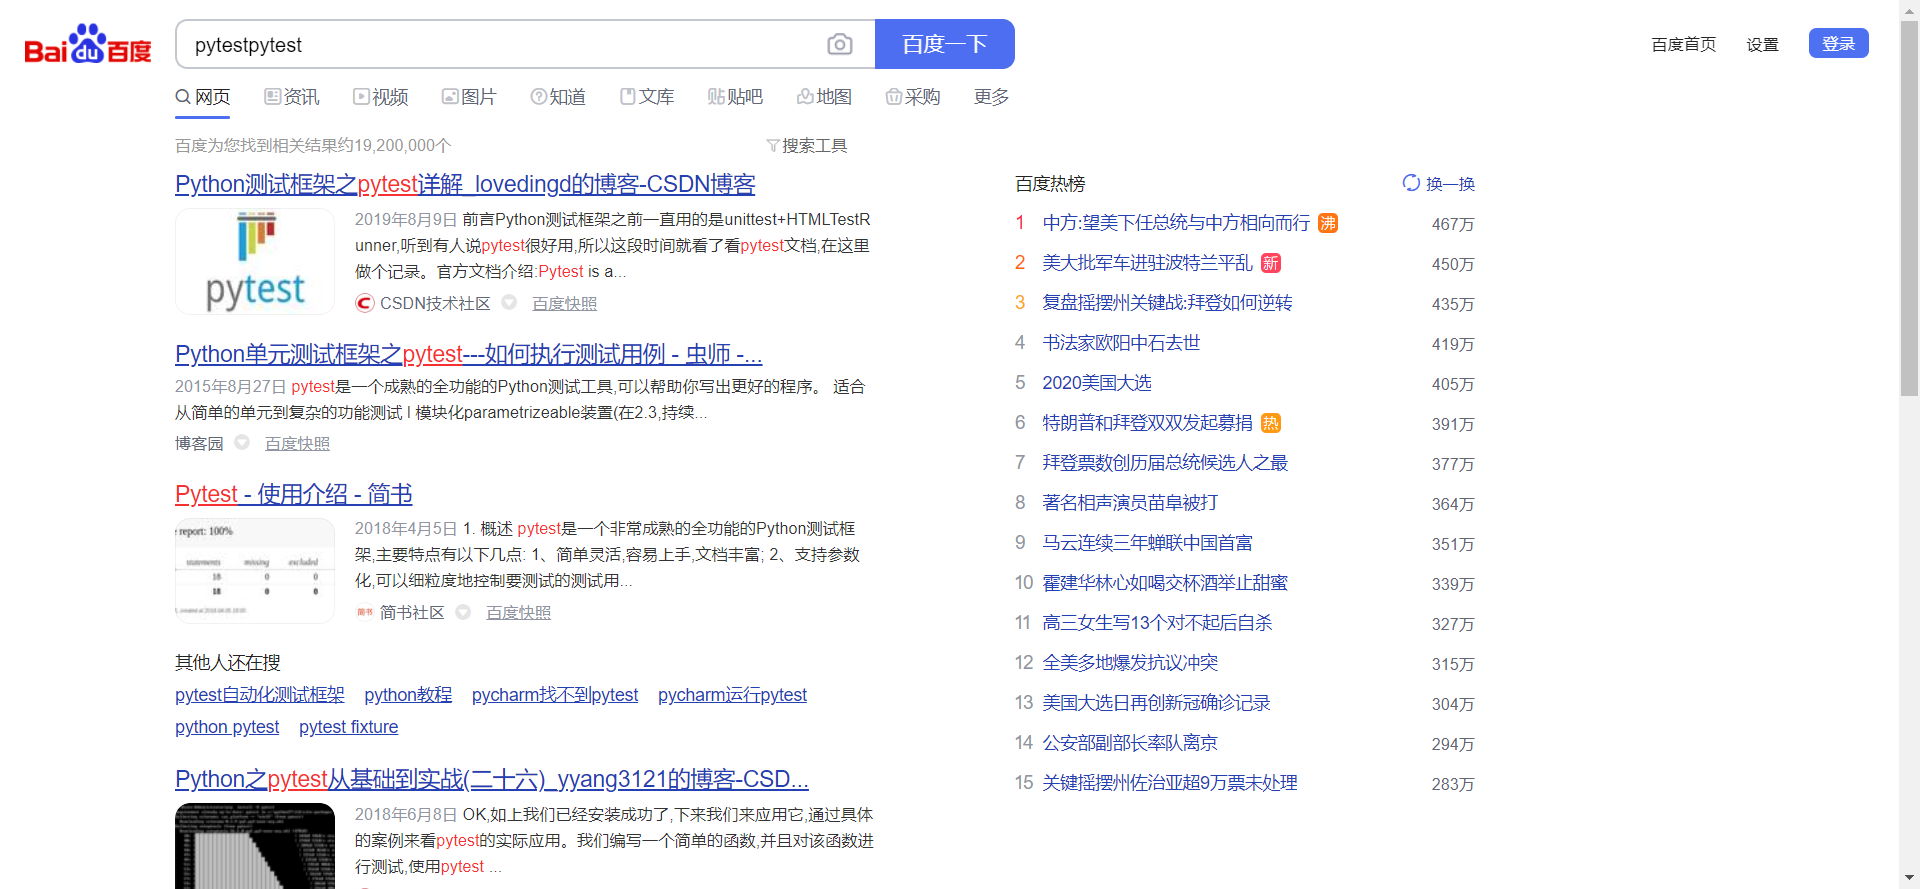 Baidu百度
pytestpytest
百度一下
百度首页
设置
登录
网页
资讯
视频
图片
知道
文库
贴吧
地图
采购
更多
百度为您找到相关结果约19,200,000个
搜索工具
Python测试框架之pytest详解_lovedingd的博客-CSDN博客
pytest
2019年8月9日 前言Python测试框架之前一直用的是unittest+HTMLTestR
unner,听到有人说pytest很好用,所以这段时间就看了看pytest文档,在这里
做个记录。官方文档介绍:Pytest is a...
CSDN技术社区
百度快照
Python单元测试框架之pytest---如何执行测试用例 - 虫师 -...
2015年8月27日 pytest是一个成熟的全功能的Python测试工具,可以帮助你写出更好的程序。 适合
从简单的单元到复杂的功能测试 l 模块化parametrizeable装置(在2.3,持续...
博客园
百度快照
Pytest - 使用介绍 - 简书
report: 100%
statements missing excluded
18 0 0
18 0 0
2018年4月5日 1. 概述 pytest是一个非常成熟的全功能的Python测试框
架,主要特点有以下几点: 1、简单灵活,容易上手,文档丰富; 2、支持参数
化,可以细粒度地控制要测试的测试用...
简书
简书社区
百度快照
其他人还在搜
pytest自动化测试框架 python教程 pycharm找不到pytest pycharm运行pytest
python pytest pytest fixture
Python之pytest从基础到实战(二十六)_yyang3121的博客-CSD...
2018年6月8日 OK,如上我们已经安装成功了,下来我们来应用它,通过具体
的案例来看pytest的实际应用。我们编写一个简单的函数,并且对该函数进
行测试,使用pytest ...
百度热榜
换一换
1 中方:望美下任总统与中方相向而行 沸 467万
2 美大批军车进驻波特兰平乱 新 450万
3 复盘摇摆州关键战:拜登如何逆转 435万
4 书法家欧阳中石去世 419万
5 2020美国大选 405万
6 特朗普和拜登双双发起募捐 热 391万
7 拜登票数创历届总统候选人之最 377万
8 著名相声演员苗阜被打 364万
9 马云连续三年蝉联中国首富 351万
10 霍建华林心如喝交杯酒举止甜蜜 339万
11 高三女生写13个对不起后自杀 327万
12 全美多地爆发抗议冲突 315万
13 美国大选日再创新冠确诊记录 304万
14 公安部副部长率队离京 294万
15 关键摇摆州佐治亚超9万票未处理 283万